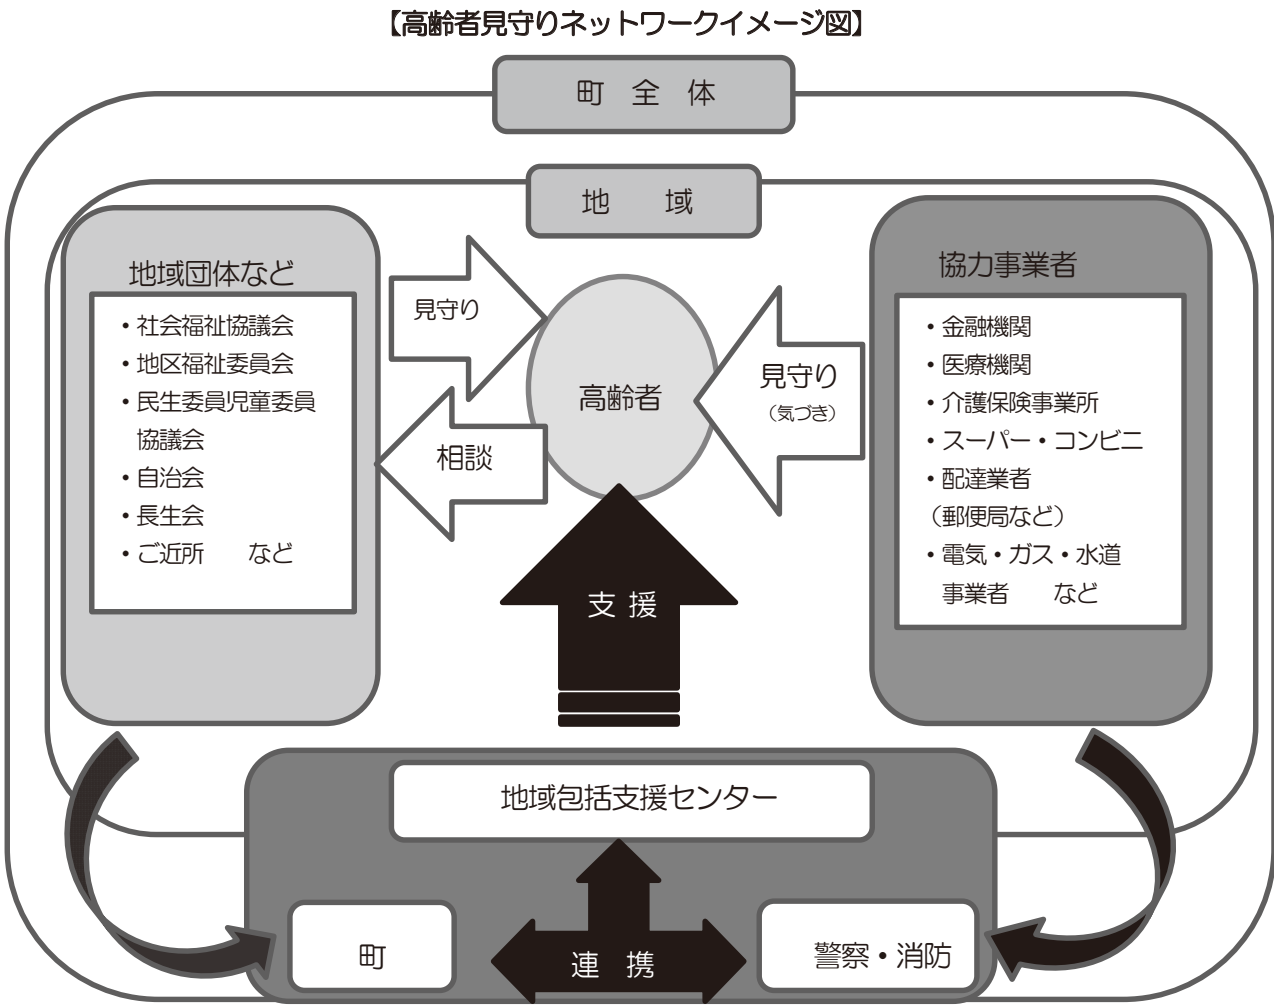 【高齢者見守りネットワークイメージ図】
町 全 体
地 域
地域団体など
・社会福祉協議会
・地区福祉委員会
・民生委員児童委員
協議会
・自治会
・長生会
・ご近所 など
見守り
相談
高齢者
見守り
（気づき）
協力事業者
・金融機関
・医療機関
・介護保険事業所
・スーパー・コンビニ
・配達業者
（郵便局など）
・電気・ガス・水道
事業者 など
支 援
地域包括支援センター
町
連 携
警察・消防